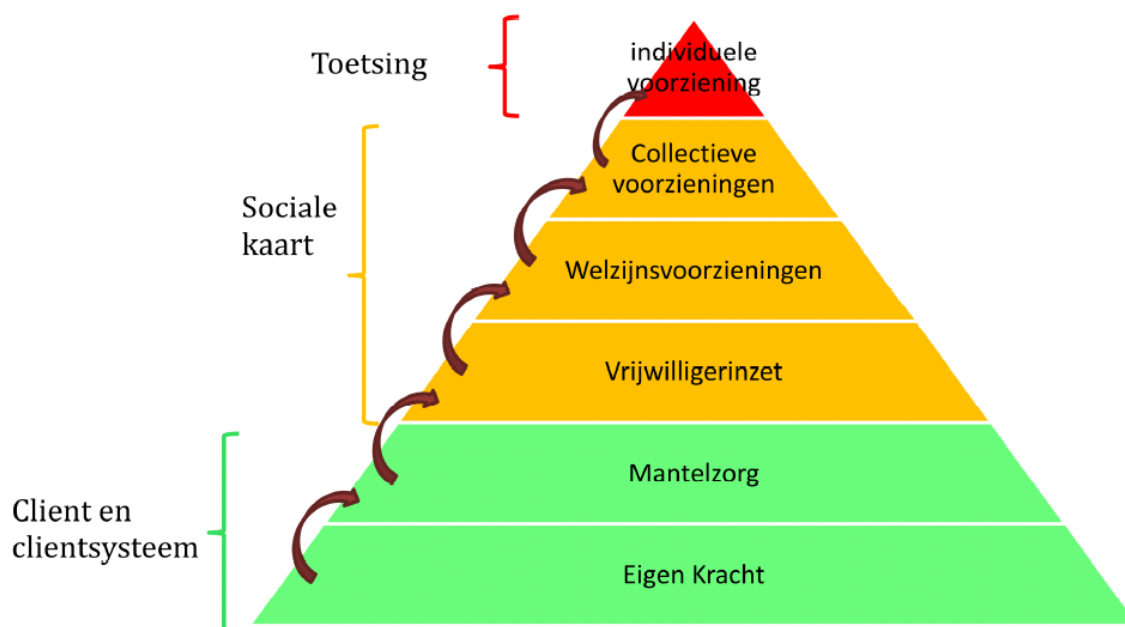 Toetsing
individuele
voorziening
Collectieve
voorzieningen
Sociale
kaart
Welzijnsvoorzieningen
Vrijwilligerinzet
Mantelzorg
Client en
clientsysteem
Eigen Kracht